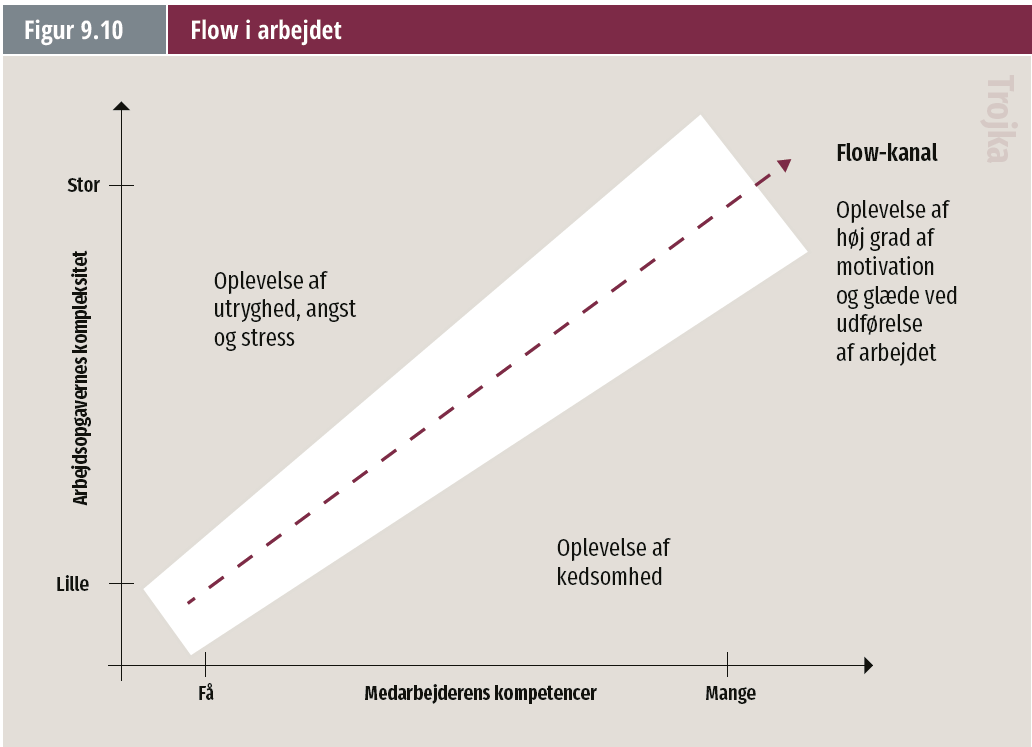 Figur 9.10
Flow i arbejdet
Trojka
Stor
Arbejdsopgavernes kompleksitet
Lille
Oplevelse af
utryghed, angst
og stress
Flow-kanal
Oplevelse af
høj grad af
motivation
og glæde ved
udførelse
af arbejdet
Oplevelse af
kedsomhed
Få
Medarbejderens kompetencer
Mange